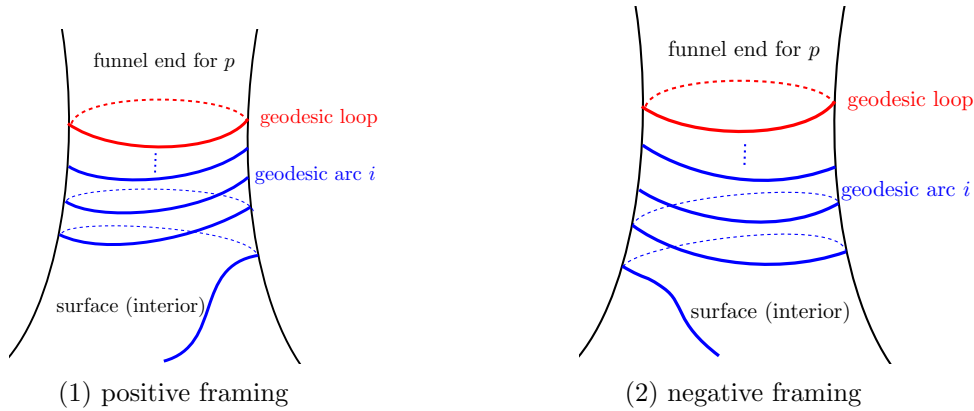 funnel end for p
geodesic loop
geodesic arc i
surface (interior)
(1) positive framing
funnel end for p
geodesic loop
geodesic arc i
surface (interior)
(2) negative framing